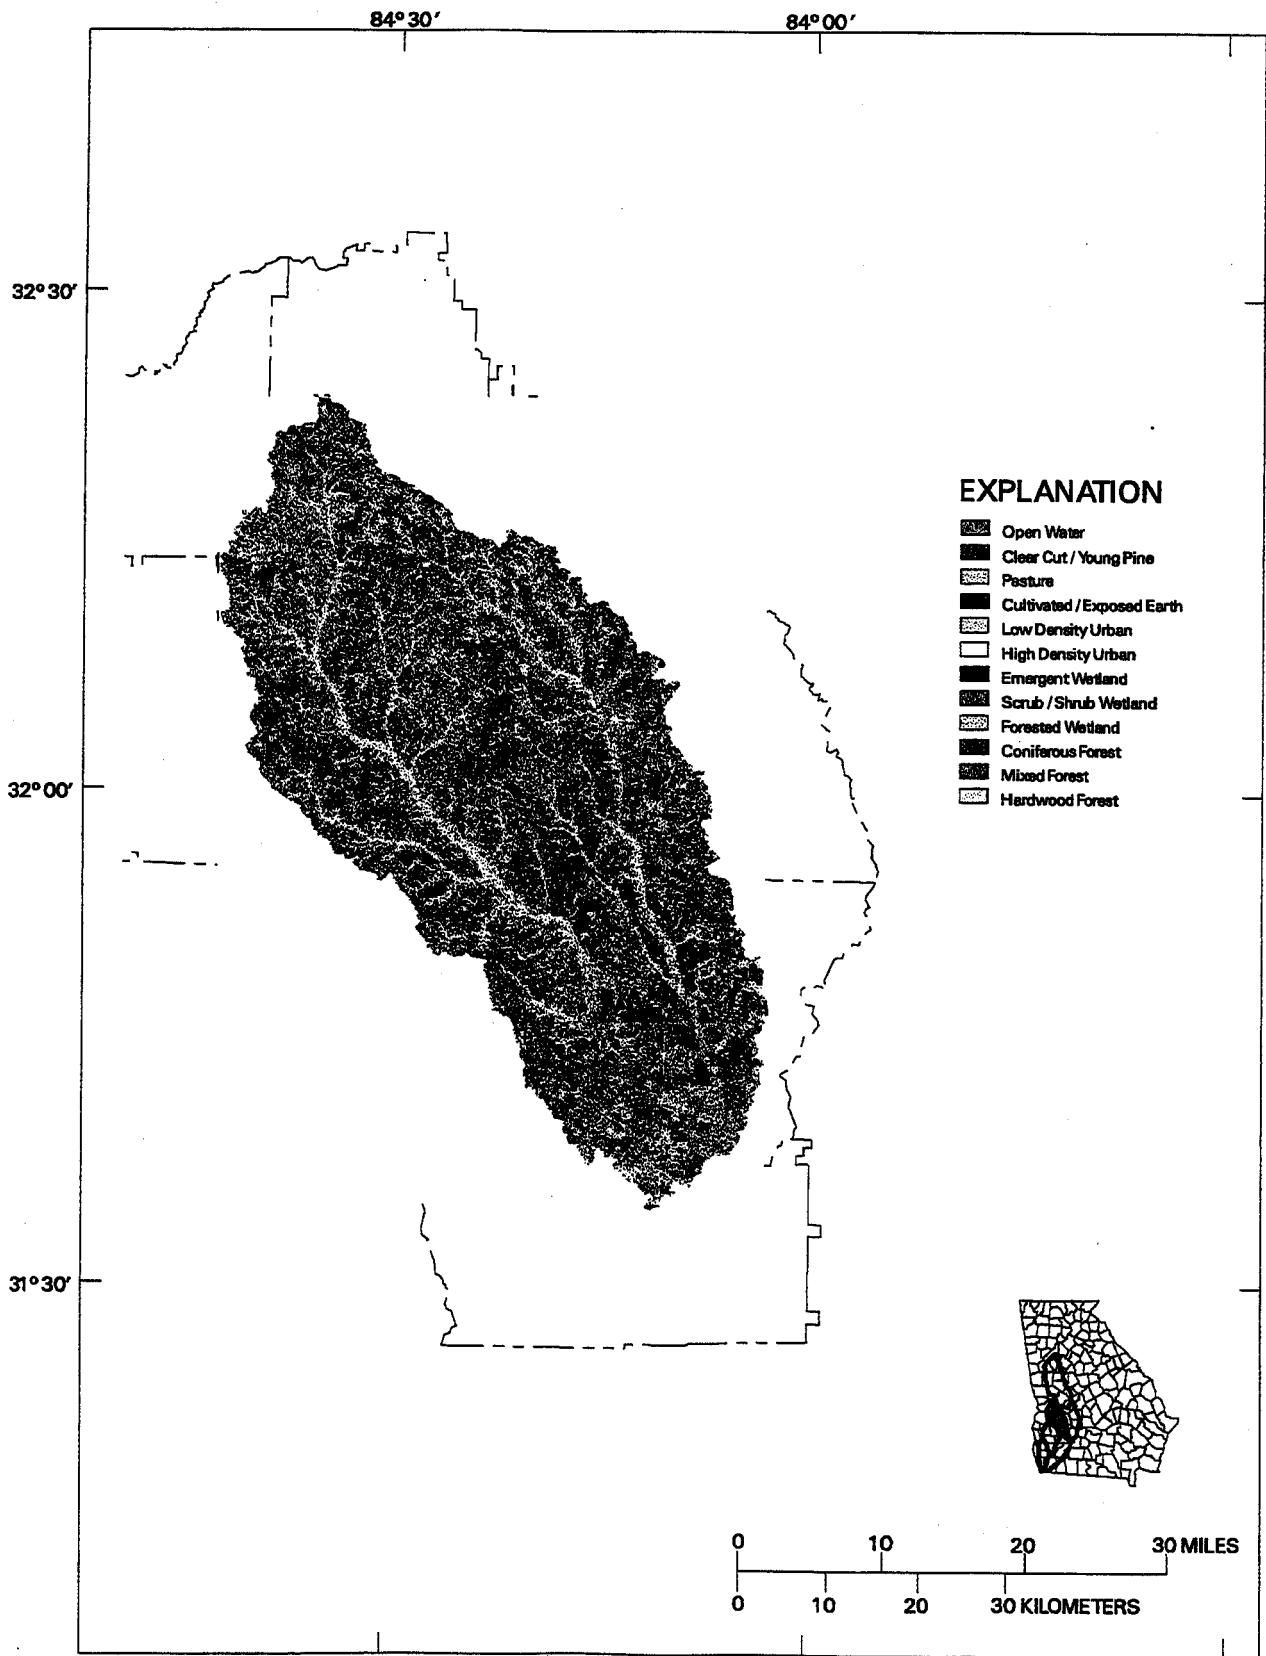 84°30′
84°00′
32°30′
32°00′
31°30′
EXPLANATION
Open Water
Clear Cut / Young Pine
Pasture
Cultivated / Exposed Earth
Low Density Urban
High Density Urban
Emergent Wetland
Scrub / Shrub Wetland
Forested Wetland
Coniferous Forest
Mixed Forest
Hardwood Forest
0 10 20 30 MILES
0 10 20 30 KILOMETERS